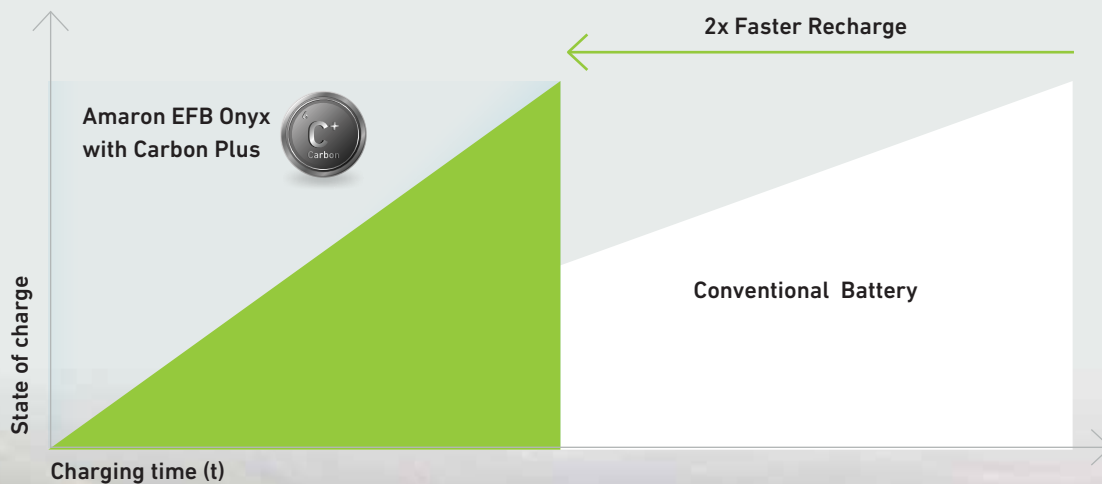 2x Faster Recharge
Amaron EFB Onyx
with Carbon Plus
C+
Carbon
Conventional Battery
State of charge
Charging time (t)